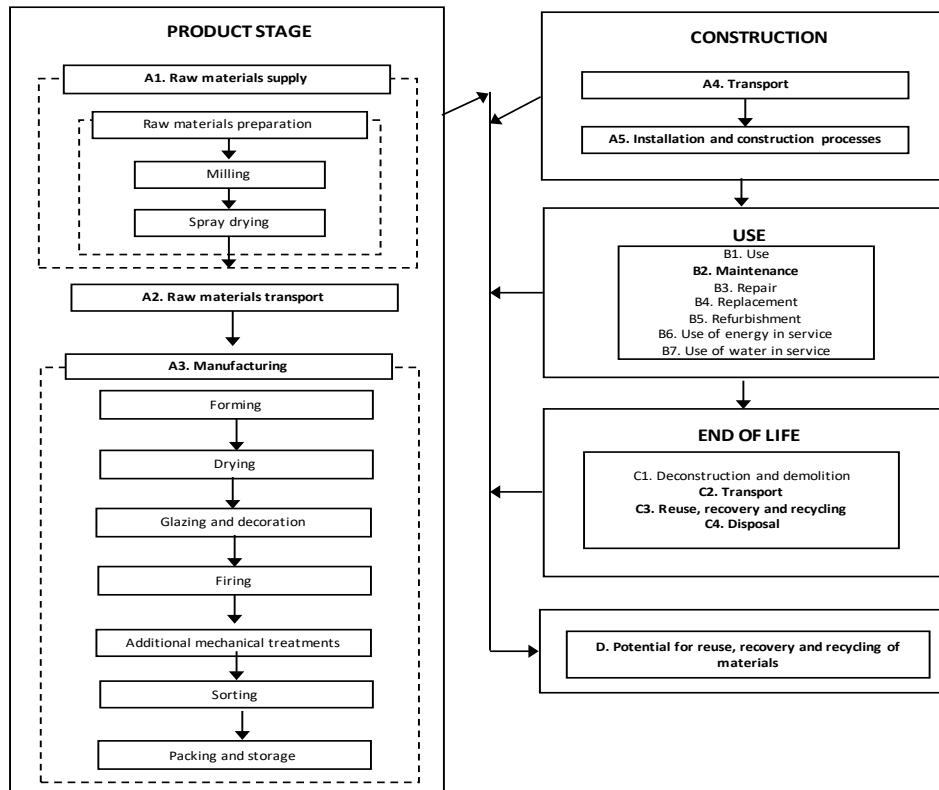 PRODUCT STAGE
A1. Raw materials supply
Raw materials preparation
Milling
Spray drying
A2. Raw materials transport
A3. Manufacturing
Forming
Drying
Glazing and decoration
Firing
Additional mechanical treatments
Sorting
Packing and storage
CONSTRUCTION
A4. Transport
A5. Installation and construction processes
USE
B1. Use
B2. Maintenance
B3. Repair
B4. Replacement
B5. Refurbishment
B6. Use of energy in service
B7. Use of water in service
END OF LIFE
C1. Deconstruction and demolition
C2. Transport
C3. Reuse, recovery and recycling
C4. Disposal
D. Potential for reuse, recovery and recycling of
materials